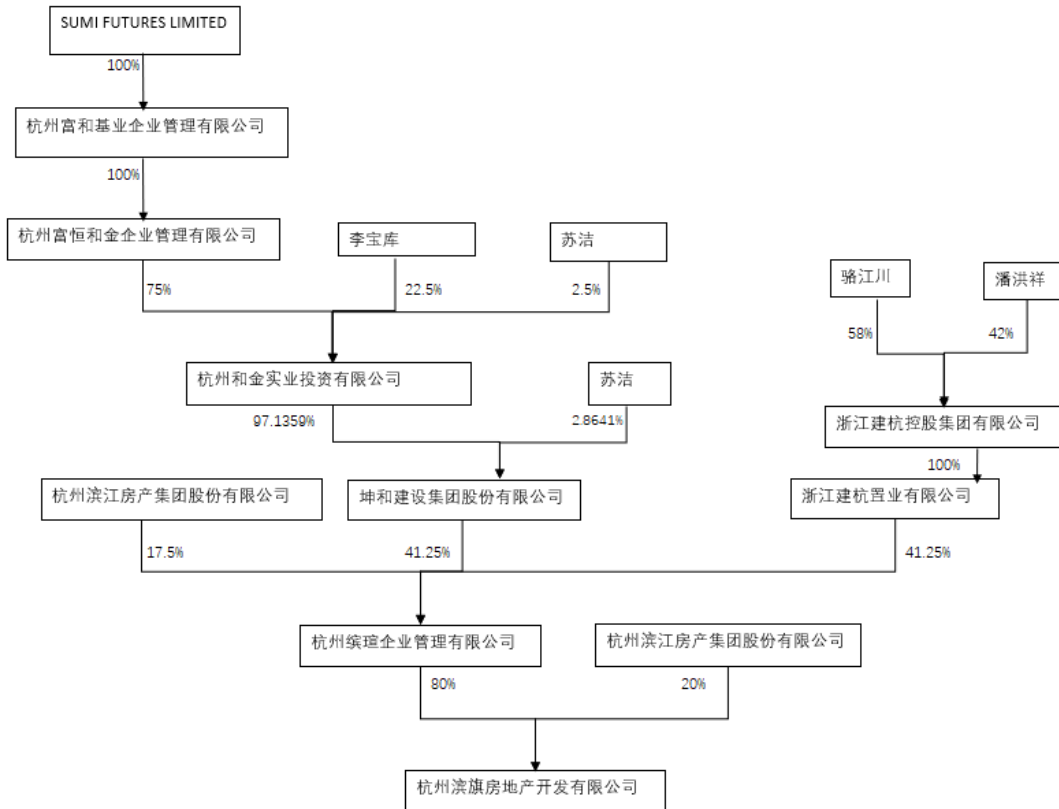 SUMI FUTURES LIMITED
100%
杭州富和基业企业管理有限公司
100%
杭州富恒和金企业管理有限公司
李宝库
苏洁
骆江川
潘洪祥
75%
22.5%
2.5%
58%
42%
杭州和金实业投资有限公司
苏洁
浙江建杭控股集团有限公司
97.1359%
2.8641%
100%
杭州滨江房产集团股份有限公司
坤和建设集团股份有限公司
浙江建杭置业有限公司
17.5%
41.25%
41.25%
杭州缤瑄企业管理有限公司
杭州滨江房产集团股份有限公司
80%
20%
杭州滨旗房地产开发有限公司